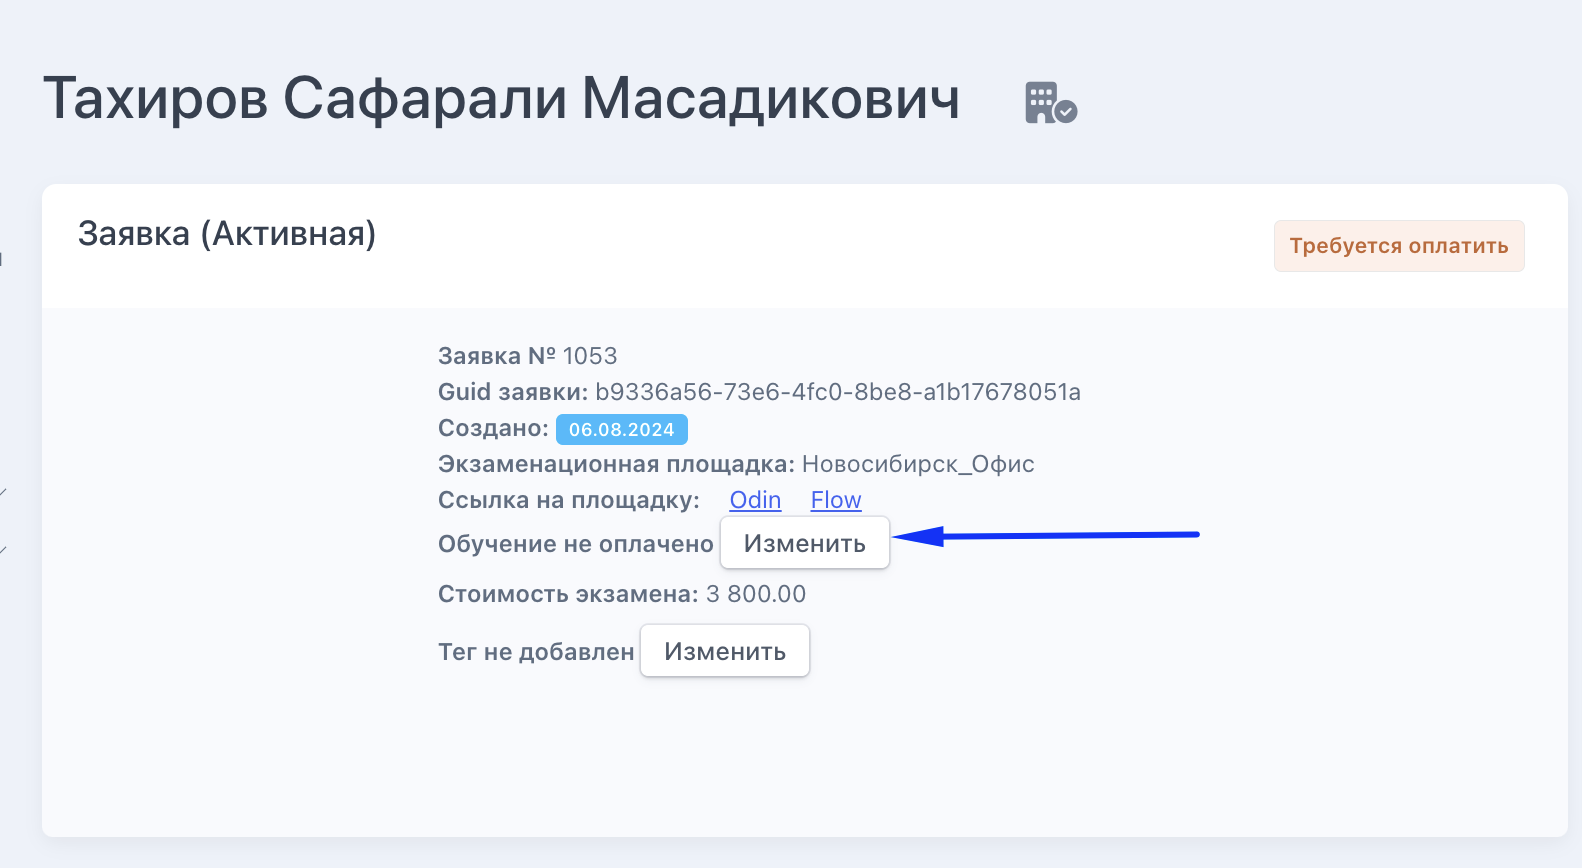 Тахиров Сафарали Масадикович
Заявка (Активная)
Требуется оплатить
Заявка № 1053
Guid заявки: b9336a56-73e6-4fc0-8be8-a1b17678051a
Создано: 06.08.2024
Экзаменационная площадка: Новосибирск_Офис
Ссылка на площадку: Odin Flow
Обучение не оплачено Изменить
Стоимость экзамена: 3 800.00
Тег не добавлен Изменить